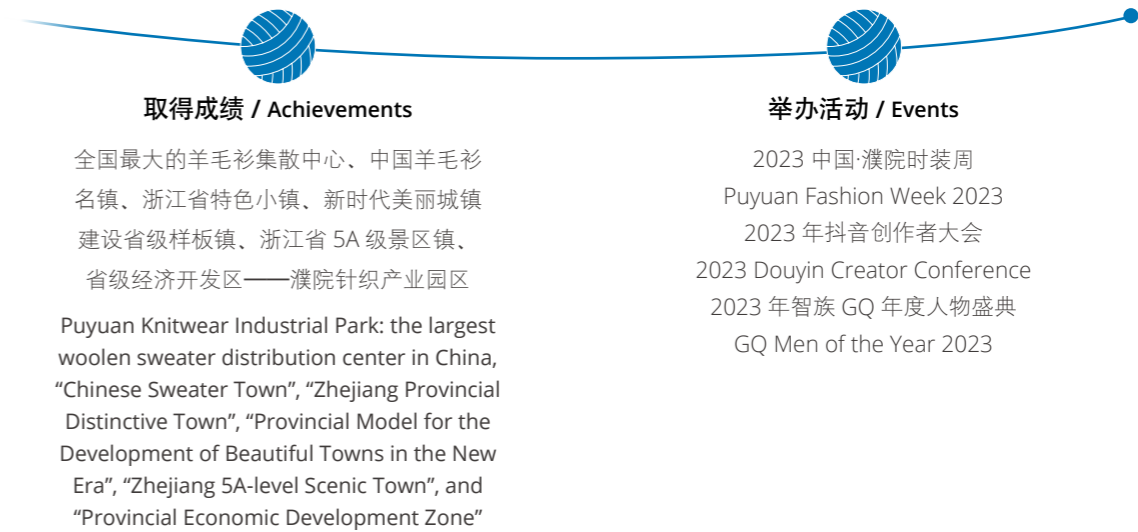 取得成绩 / Achievements
全国最大的羊毛衫集散中心、中国羊毛衫
名镇、浙江省特色小镇、新时代美丽城镇
建设省级样板镇、浙江省 5A 级景区镇、
省级经济开发区——濮院针织产业园区
Puyuan Knitwear Industrial Park: the largest
woolen sweater distribution center in China,
“Chinese Sweater Town”, “Zhejiang Provincial
Distinctive Town”, “Provincial Model for the
Development of Beautiful Towns in the New
Era”, “Zhejiang 5A-level Scenic Town”, and
“Provincial Economic Development Zone”
举办活动 / Events
2023 中国·濮院时装周
Puyuan Fashion Week 2023
2023 年抖音创作者大会
2023 Douyin Creator Conference
2023 年智族 GQ 年度人物盛典
GQ Men of the Year 2023